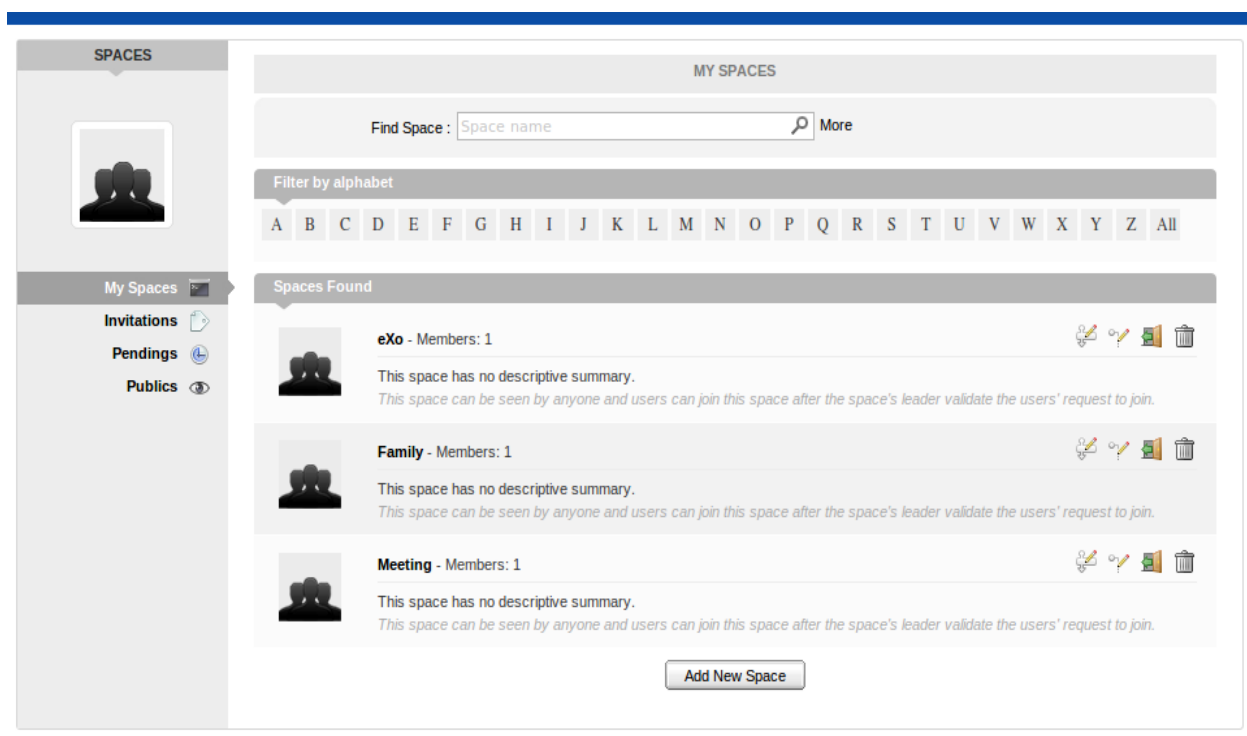 SPACES
MY SPACES
Find Space : Space name More
Filter by alphabet
A B C D E F G H I J K L M N O P Q R S T U V W X Y Z All
My Spaces
Invitations
Pendings
Publics
Spaces Found
eXo - Members: 1
This space has no descriptive summary.
This space can be seen by anyone and users can join this space after the space's leader validate the users' request to join.
Family - Members: 1
This space has no descriptive summary.
This space can be seen by anyone and users can join this space after the space's leader validate the users' request to join.
Meeting - Members: 1
This space has no descriptive summary.
This space can be seen by anyone and users can join this space after the space's leader validate the users' request to join.
Add New Space